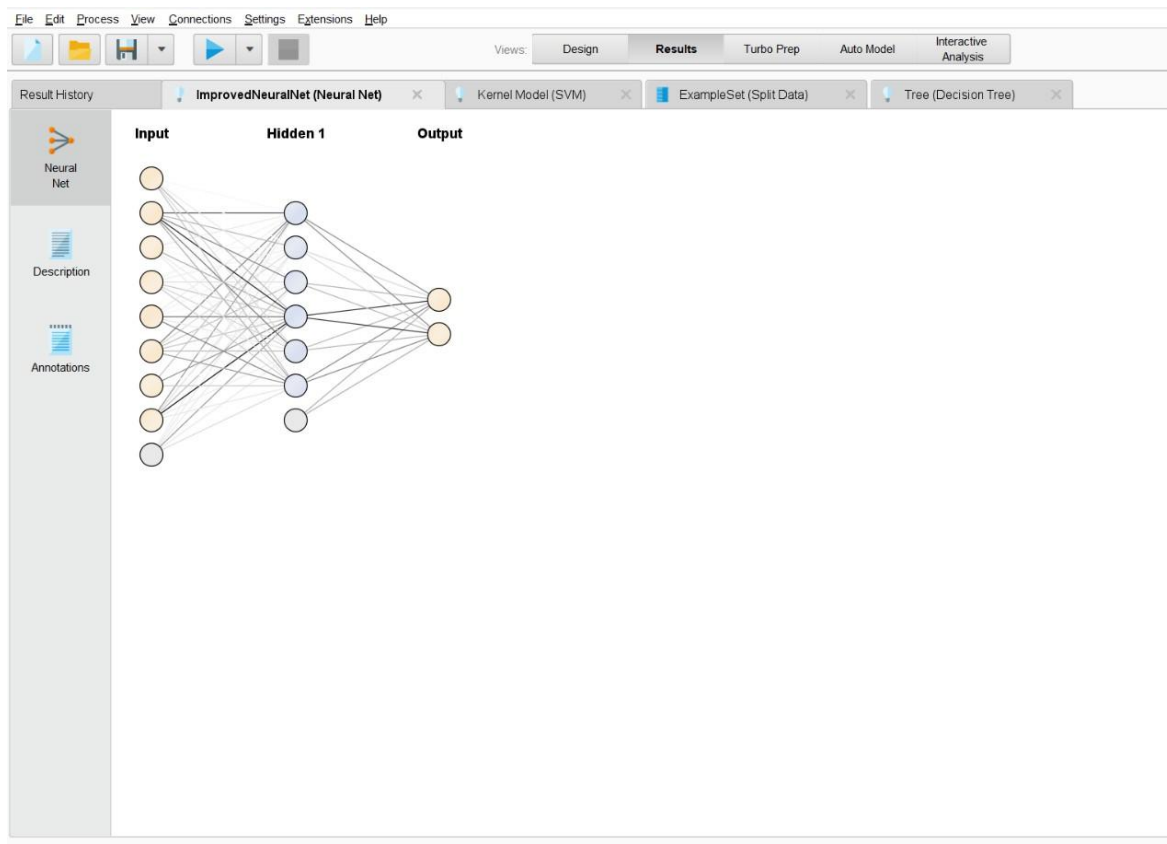 File Edit Process View Connections Settings Extensions Help
Views: Design Results Turbo Prep Auto Model Interactive
Analysis
Result History ImprovedNeuralNet (Neural Net) Kernel Model (SVM) ExampleSet (Split Data) Tree (Decision Tree)
Input Hidden 1 Output
Neural
Net
Description
Annotations